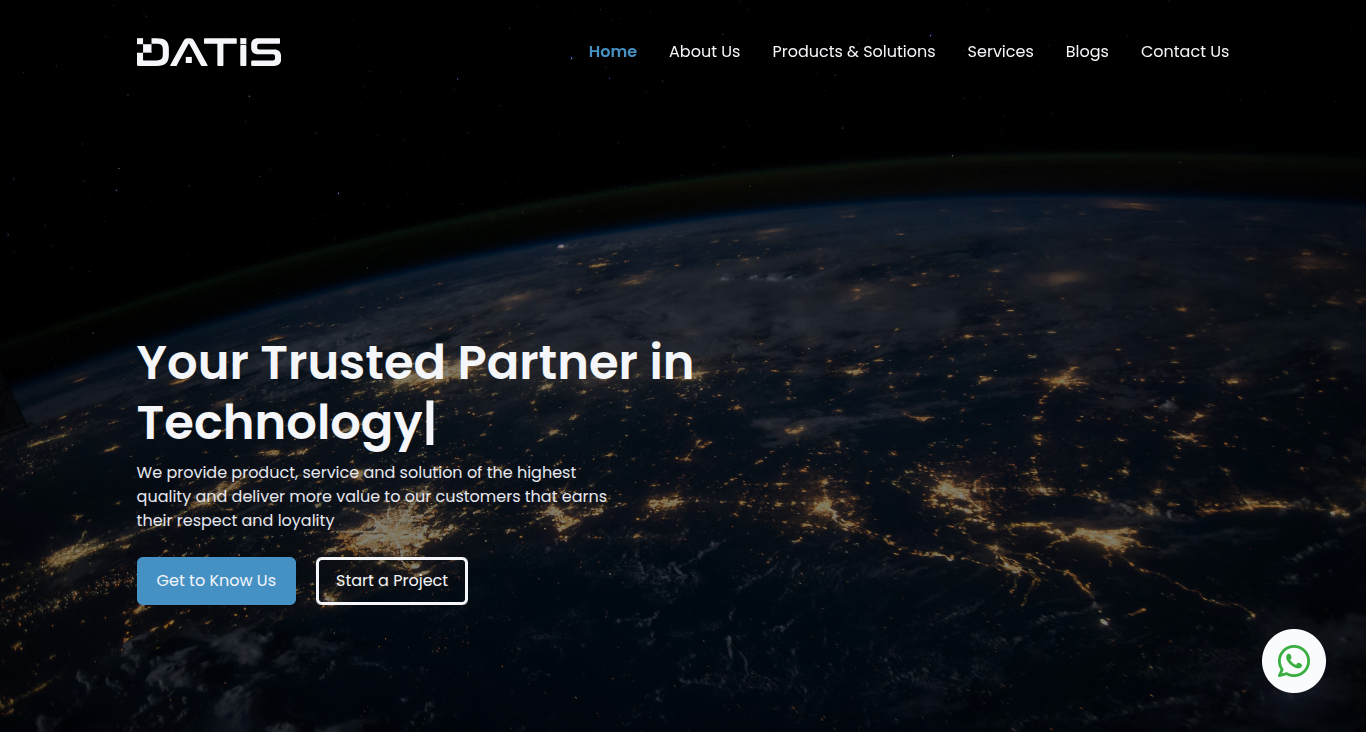 DATIS
Home About Us Products & Solutions Services Blogs Contact Us
Your Trusted Partner in
Technology|
We provide product, service and solution of the highest
quality and deliver more value to our customers that earns
their respect and loyality
Get to Know Us Start a Project